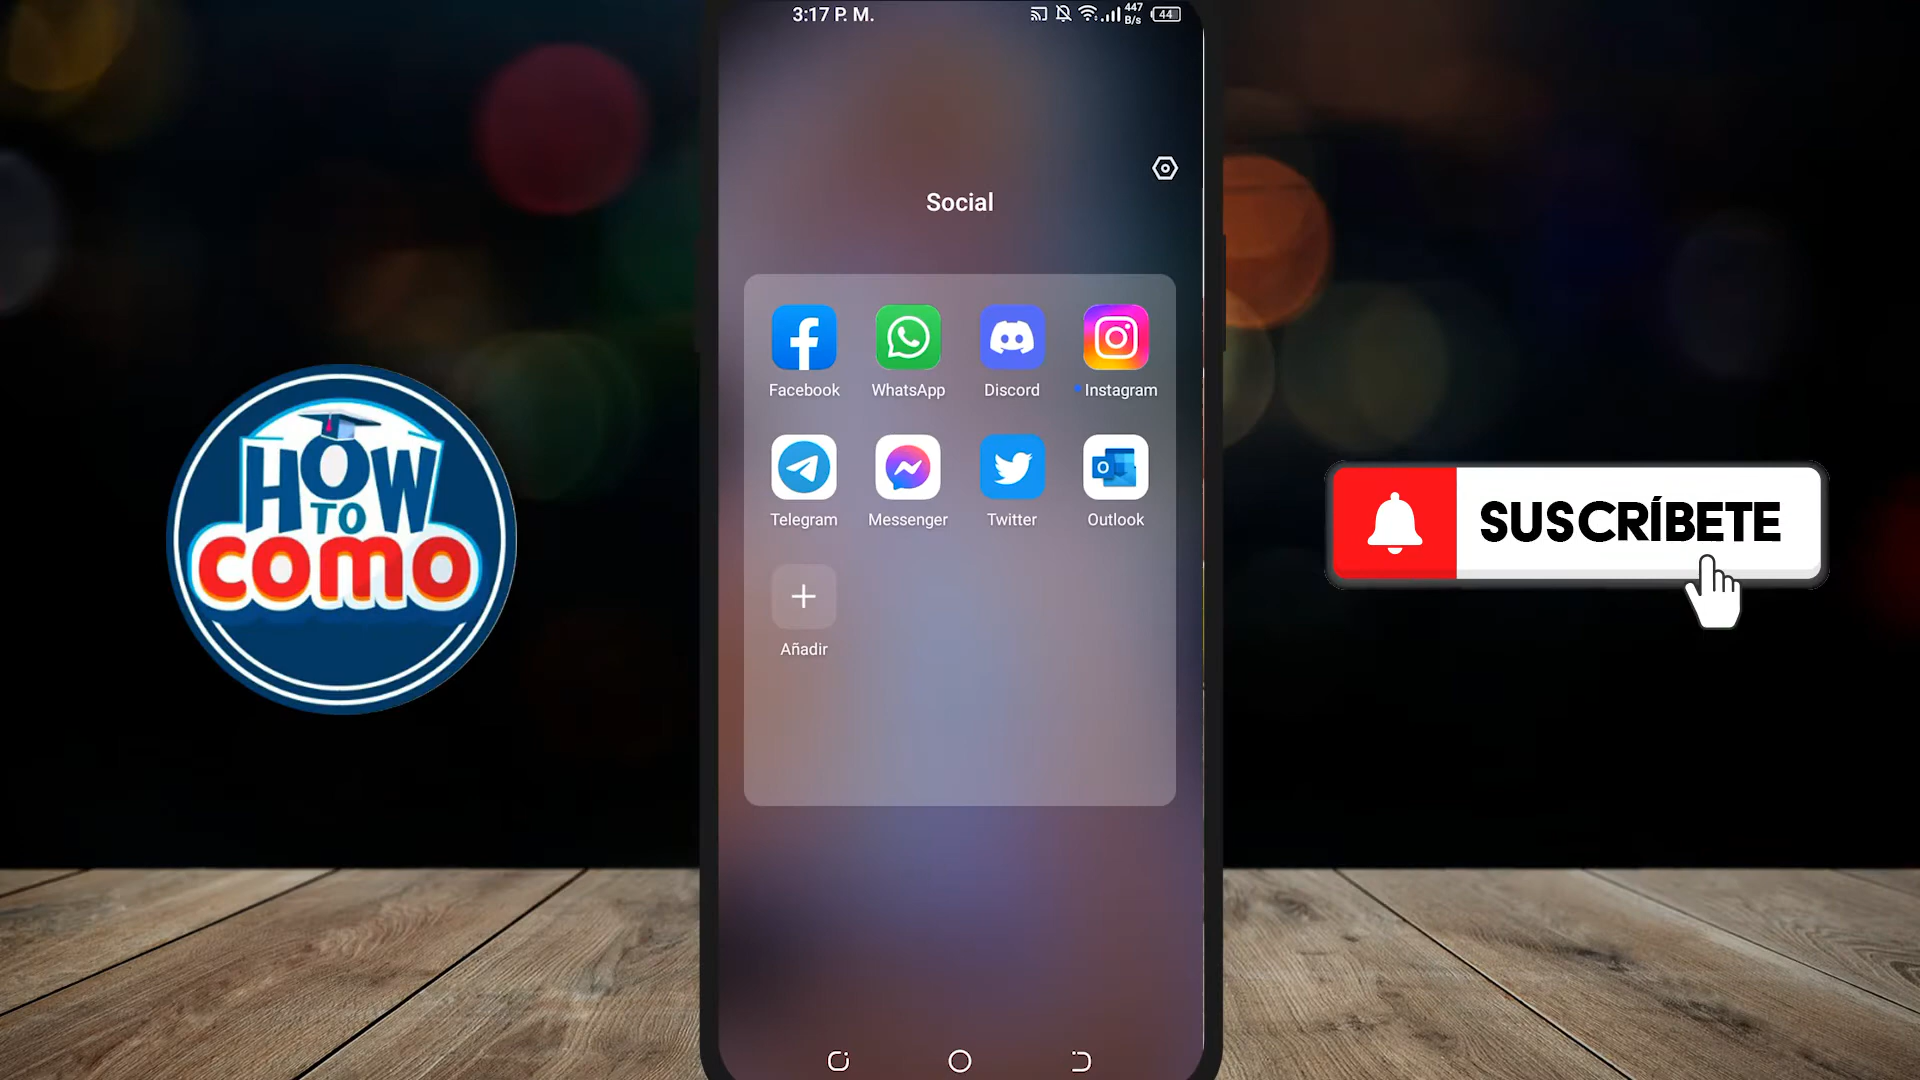 3:17 P. M.
447
B/s
44
Social
Facebook
WhatsApp
Discord
Instagram
Telegram
Messenger
Twitter
Outlook
Añadir
HOW
TO
COMO
SUSCRÍBETE